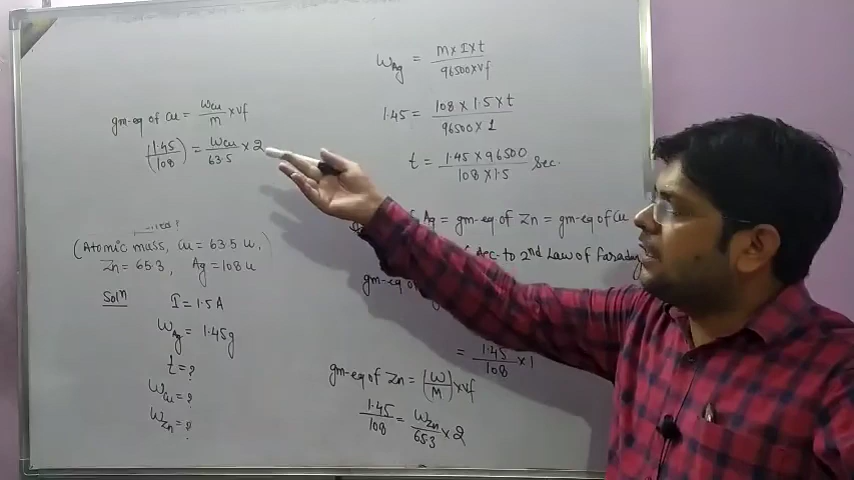 gm-eq of Cu = W_Cu / m × vf
(1.45 / 108) = W_Cu / 63.5 × 2
(Atomic mass, Cu = 63.5 u,
Zn = 65.3, Ag = 108 u
Solⁿ I = 1.5 A
W_Ag = 1.45g
t = ?
W_Cu = ?
W_Zn = ?
W_Ag = m × I × t / 96500 × vf
1.45 = 108 × 1.5 × t / 96500 × 1
t = 1.45 × 96500 / 108 × 1.5 Sec.
of Ag = gm-eq of Zn = gm-eq of Cu
Acc. to 2nd Law of Faraday
gm-eq of
= 1.45 / 108 × 1
gm-eq of Zn = (W / M) × vf
1.45 / 108 = W_Zn / 65.3 × 2